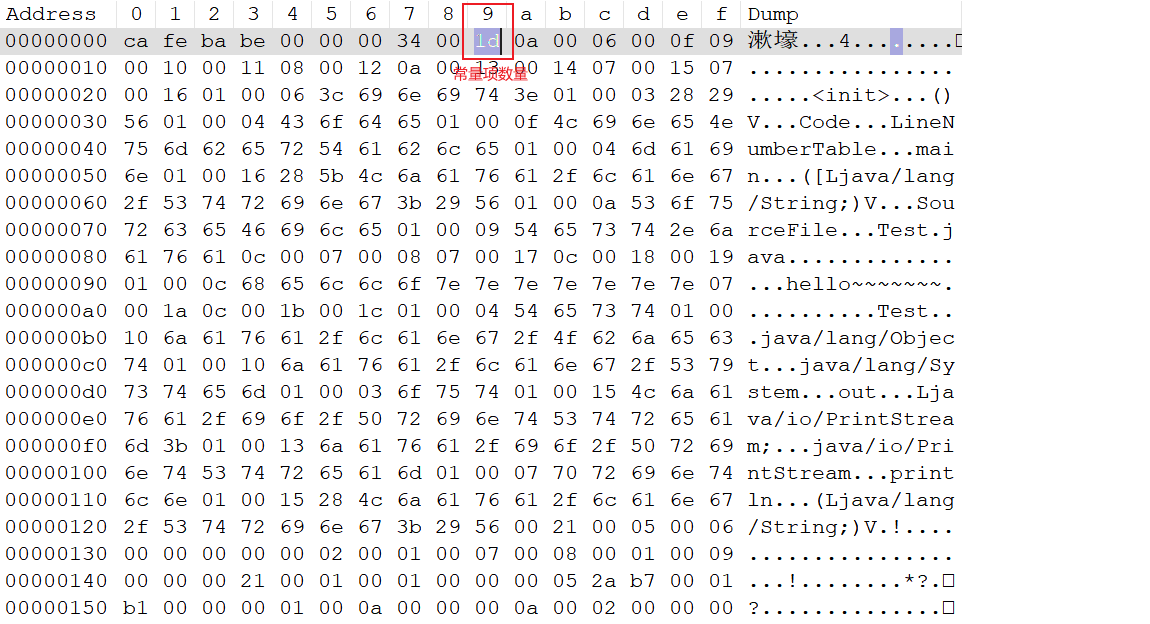 Address 0 1 2 3 4 5 6 7 8 9 a b c d e f Dump
00000000 ca fe ba be 00 00 00 34 00 1d 0a 00 06 00 0f 09 漱壕...4....... .□
00000010 00 10 00 11 08 00 12 0a 00 13 00 14 07 00 15 07 ................
常量项数量
00000020 00 16 01 00 06 3c 69 6e 69 74 3e 01 00 03 28 29 .....<init>...()
00000030 56 01 00 04 43 6f 64 65 01 00 0f 4c 69 6e 65 4e V...Code...LineN
00000040 75 6d 62 65 72 54 61 62 6c 65 01 00 04 6d 61 69 umberTable...mai
00000050 6e 01 00 16 28 5b 4c 6a 61 76 61 2f 6c 61 6e 67 n...([Ljava/lang
00000060 2f 53 74 72 69 6e 67 3b 29 56 01 00 0a 53 6f 75 /String;)V...Sou
00000070 72 63 65 46 69 6c 65 01 00 09 54 65 73 74 2e 6a rceFile...Test.j
00000080 61 76 61 0c 00 07 00 08 07 00 17 0c 00 18 00 19 ava.............
00000090 01 00 0c 68 65 6c 6c 6f 7e 7e 7e 7e 7e 7e 7e 07 ...hello~~~~~~~.
000000a0 00 1a 0c 00 1b 00 1c 01 00 04 54 65 73 74 01 00 ..........Test..
000000b0 10 6a 61 76 61 2f 6c 61 6e 67 2f 4f 62 6a 65 63 .java/lang/Objec
000000c0 74 01 00 10 6a 61 76 61 2f 6c 61 6e 67 2f 53 79 t...java/lang/Sy
000000d0 73 74 65 6d 01 00 03 6f 75 74 01 00 15 4c 6a 61 stem...out...Lja
000000e0 76 61 2f 69 6f 2f 50 72 69 6e 74 53 74 72 65 61 va/io/PrintStrea
000000f0 6d 3b 01 00 13 6a 61 76 61 2f 69 6f 2f 50 72 69 m;...java/io/Pri
00000100 6e 74 53 74 72 65 61 6d 01 00 07 70 72 69 6e 74 ntStream...print
00000110 6c 6e 01 00 15 28 4c 6a 61 76 61 2f 6c 61 6e 67 ln...(Ljava/lang
00000120 2f 53 74 72 69 6e 67 3b 29 56 00 21 00 05 00 06 /String;)V.!....
00000130 00 00 00 00 00 02 00 01 00 07 00 08 00 01 00 09 ................
00000140 00 00 00 21 00 01 00 01 00 00 00 05 2a b7 00 01 ...!........*?.□
00000150 b1 00 00 00 01 00 0a 00 00 00 0a 00 02 00 00 00 ?..............□